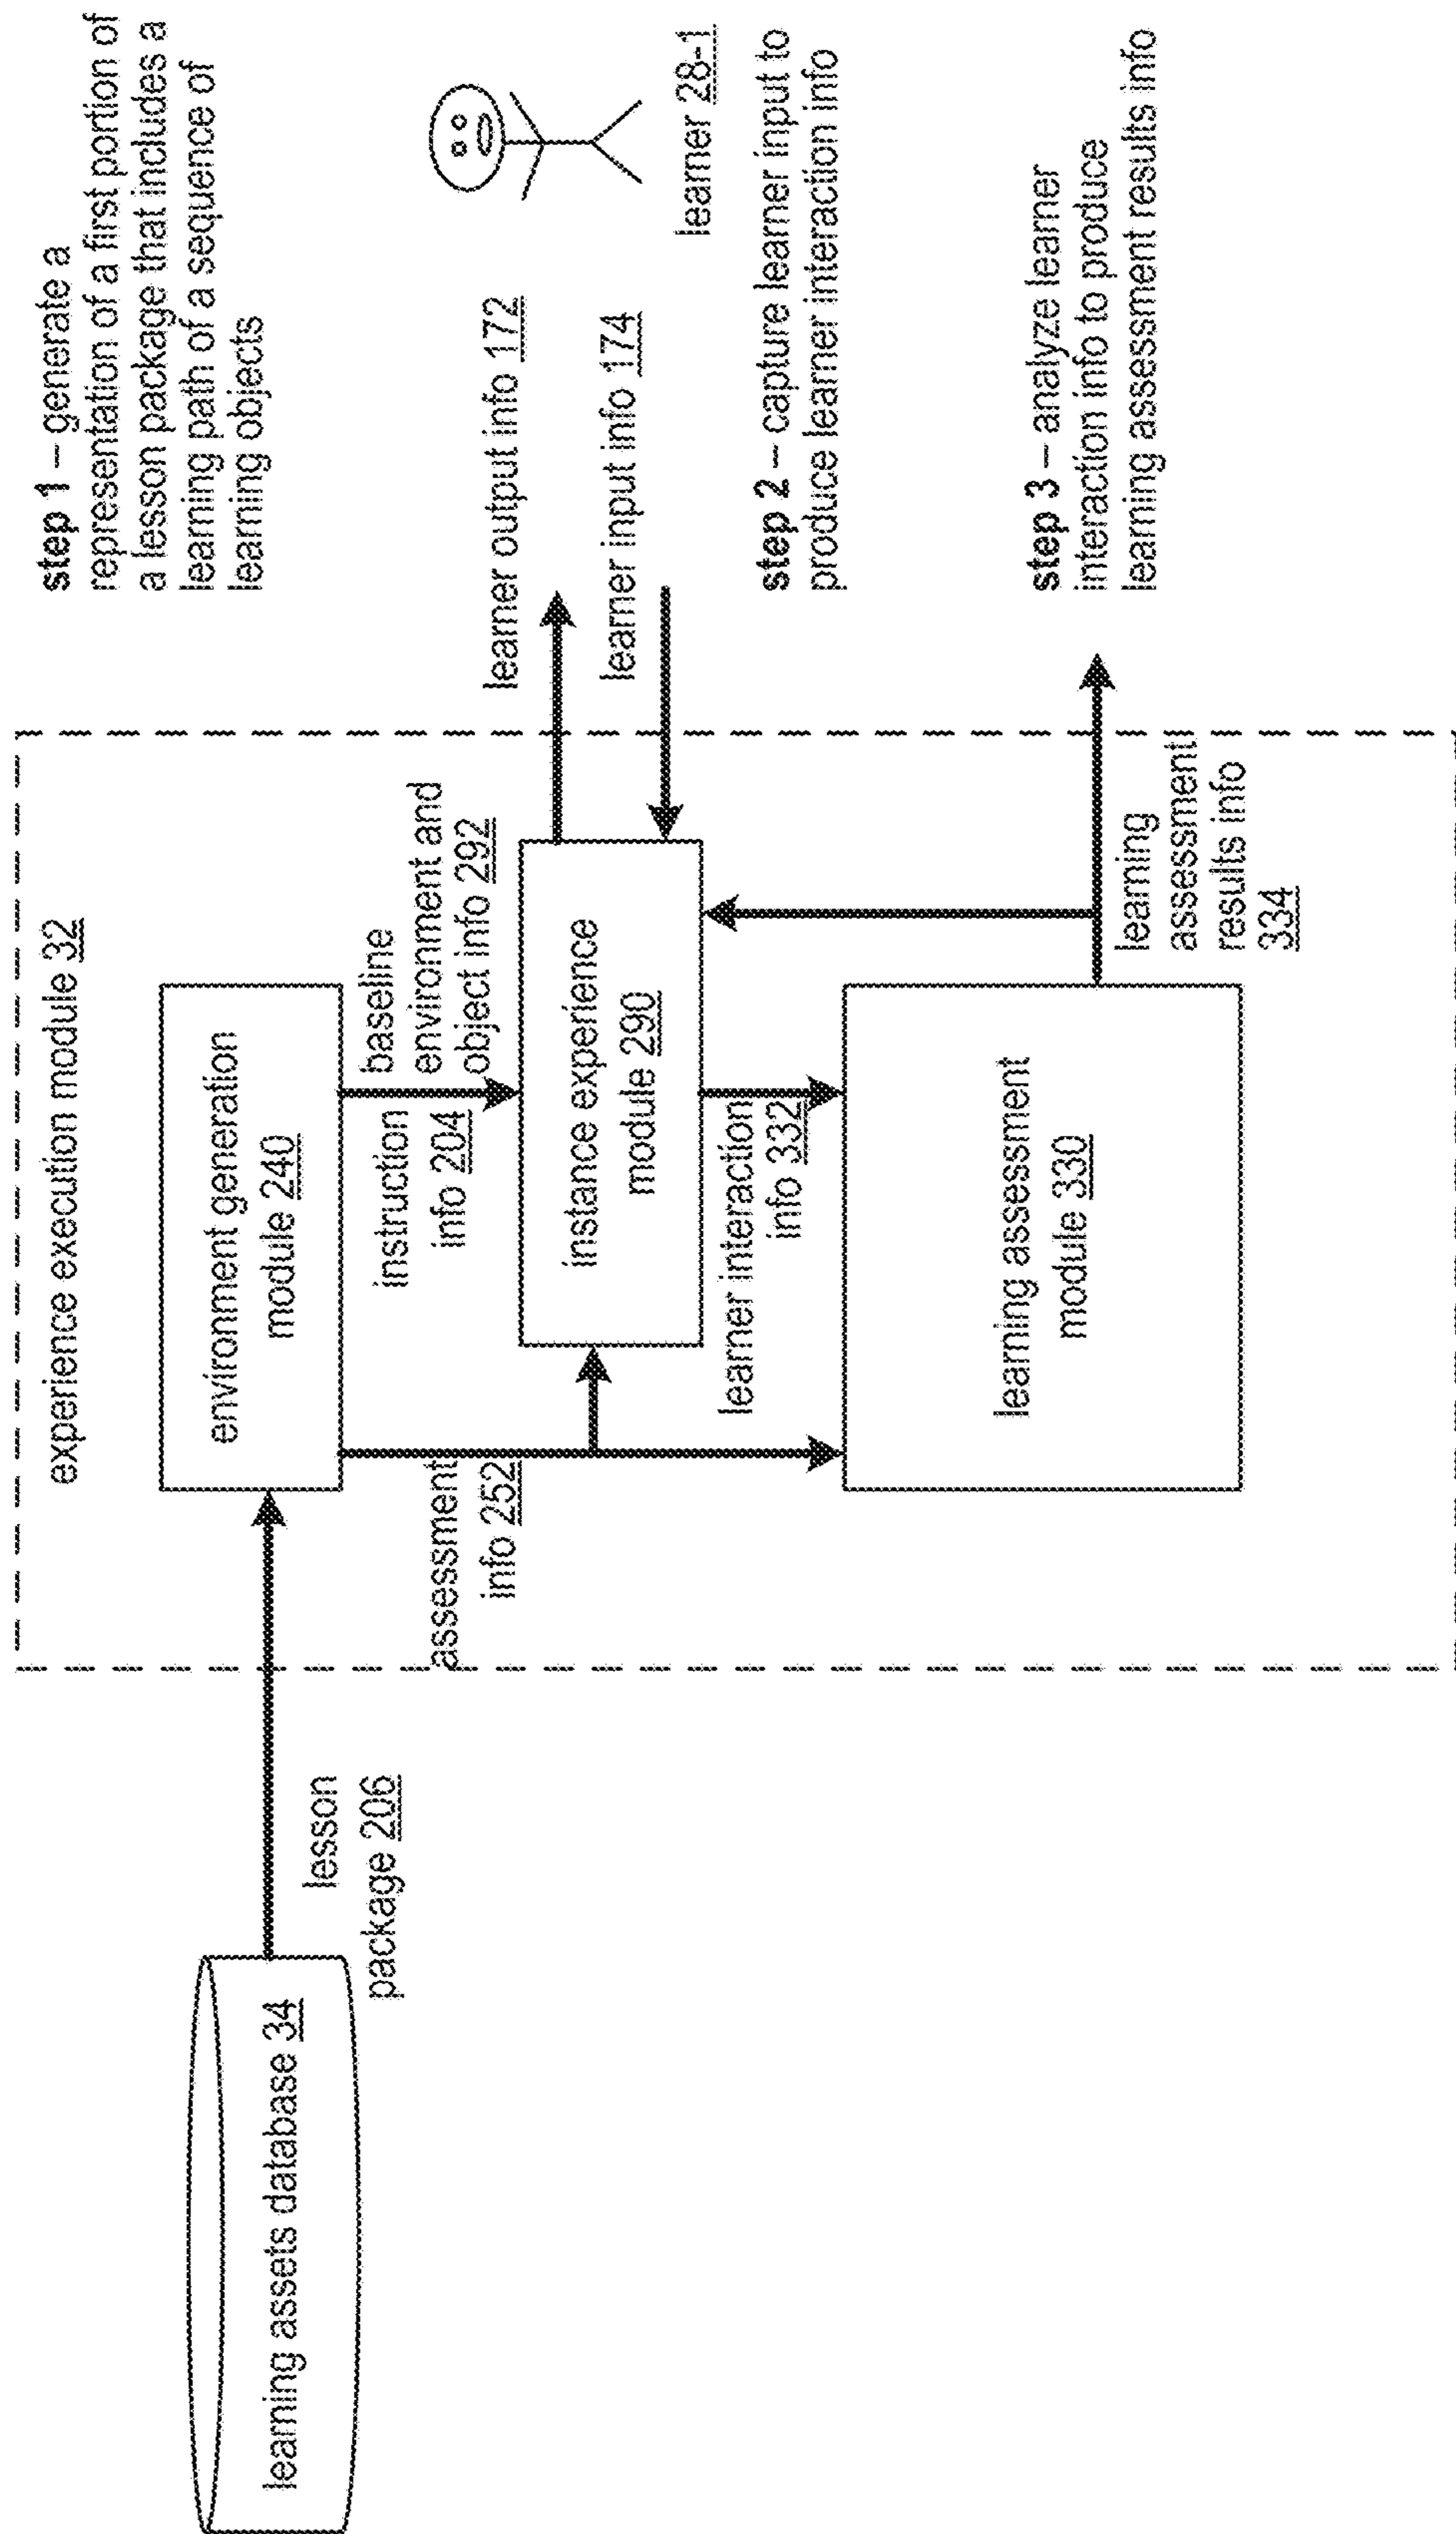 experience execution module 32
learning assets database 34
lesson
package 206
environment generation
module 240
assessment
info 252
instruction
info 204
baseline
environment and
object info 292
instance experience
module 290
learner interaction
info 332
learning assessment
module 330
learning
assessment
results info
334
step 1 – generate a
representation of a first portion of
a lesson package that includes a
learning path of a sequence of
learning objects
learner output info 172
learner input info 174
learner 28-1
step 2 – capture learner input to
produce learner interaction info
step 3 – analyze learner
interaction info to produce
learning assessment results info